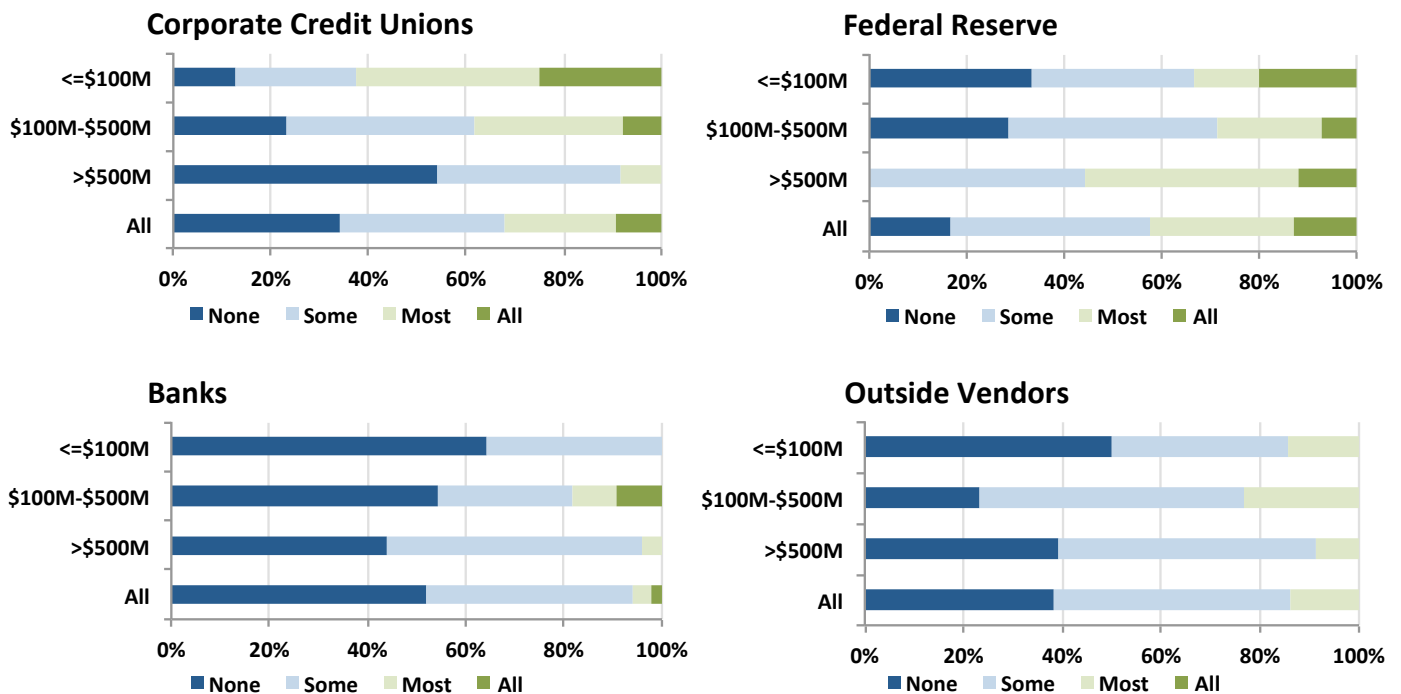 Corporate Credit Unions
<=$100M
$100M-$500M
>$500M
All
0% 20% 40% 60% 80% 100%
None Some Most All
Federal Reserve
<=$100M
$100M-$500M
>$500M
All
0% 20% 40% 60% 80% 100%
None Some Most All
Banks
<=$100M
$100M-$500M
>$500M
All
0% 20% 40% 60% 80% 100%
None Some Most All
Outside Vendors
<=$100M
$100M-$500M
>$500M
All
0% 20% 40% 60% 80% 100%
None Some Most All